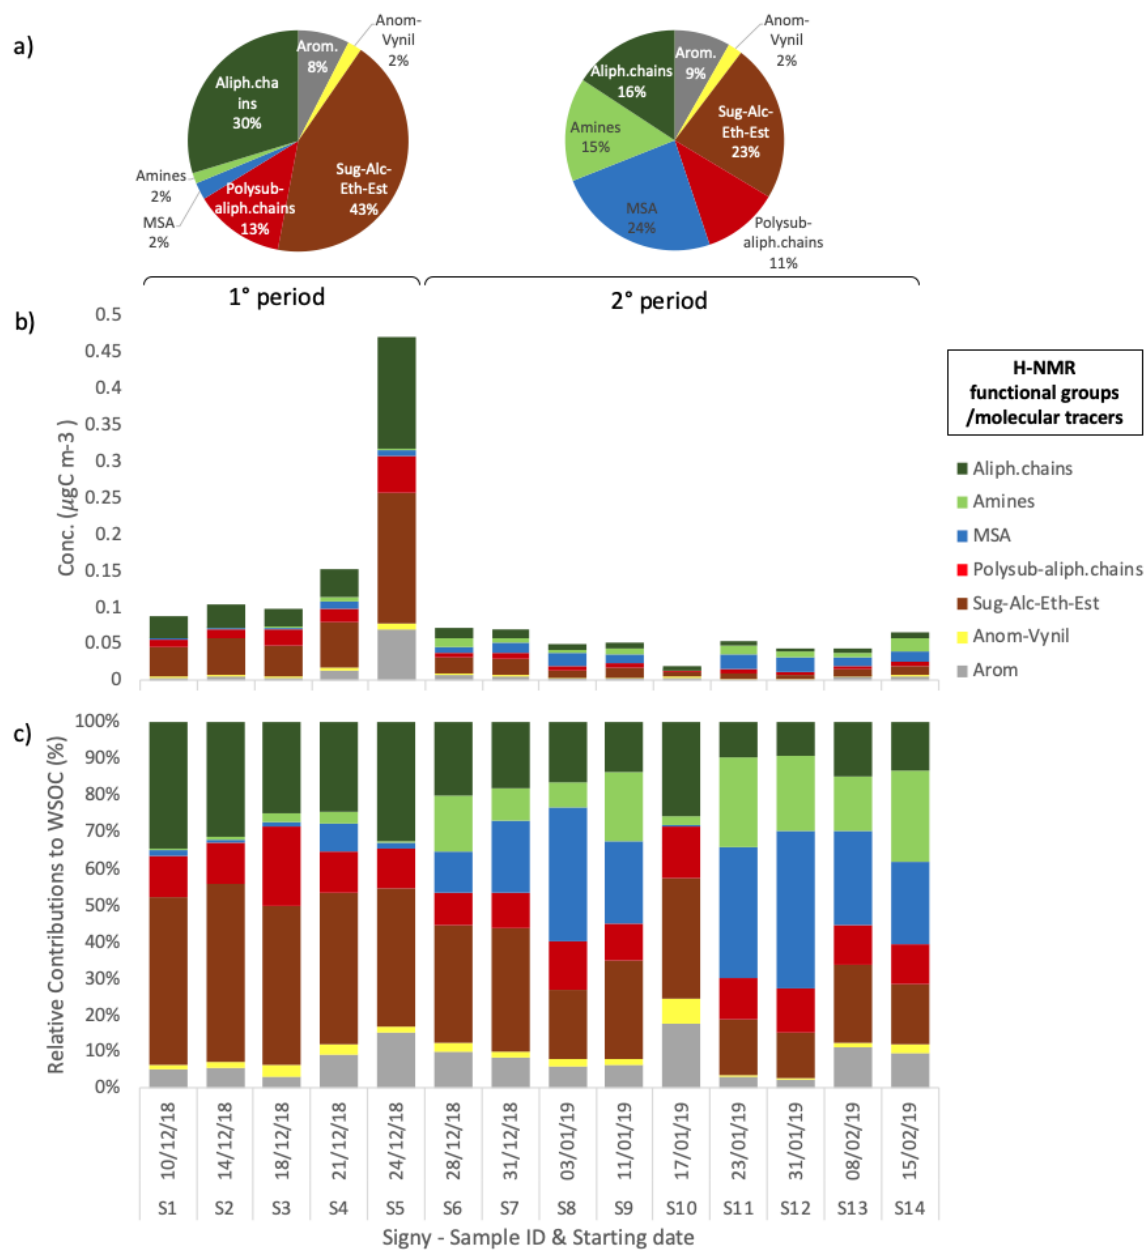 a)
Arom.
8%
Anom-
Vynil
2%
Aliph.cha
ins
30%
Sug-Alc-
Eth-Est
43%
Amines
2%
MSA
2%
Polysub-
aliph.chains
13%
Arom.
9%
Anom-
Vynil
2%
Aliph.chains
16%
Sug-Alc-
Eth-Est
23%
Amines
15%
MSA
24%
Polysub-
aliph.chains
11%
1° period
2° period
b)
Conc. (µgC m-3 )
0.5
0.45
0.4
0.35
0.3
0.25
0.2
0.15
0.1
0.05
0
H-NMR
functional groups
/molecular tracers
Aliph.chains
Amines
MSA
Polysub-aliph.chains
Sug-Alc-Eth-Est
Anom-Vynil
Arom
c)
Relative Contributions to WSOC (%)
100%
90%
80%
70%
60%
50%
40%
30%
20%
10%
0%
10/12/18
14/12/18
18/12/18
21/12/18
24/12/18
28/12/18
31/12/18
03/01/19
11/01/19
17/01/19
23/01/19
31/01/19
08/02/19
15/02/19
S1 S2 S3 S4 S5 S6 S7 S8 S9 S10 S11 S12 S13 S14
Signy - Sample ID & Starting date